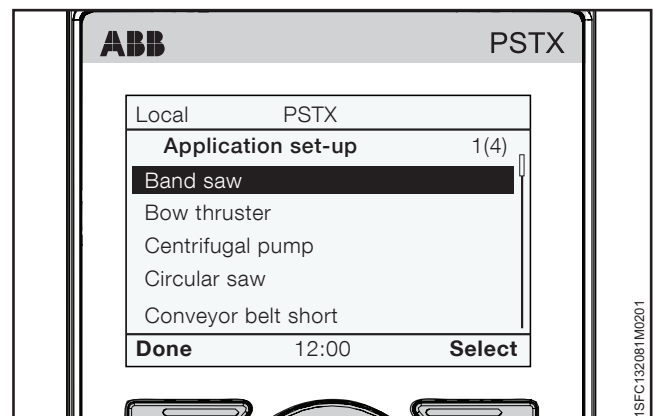 ABB PSTX
Local PSTX
Application set-up 1(4)
Band saw
Bow thruster
Centrifugal pump
Circular saw
Conveyor belt short
Done 12:00 Select
1SFC132081M0201